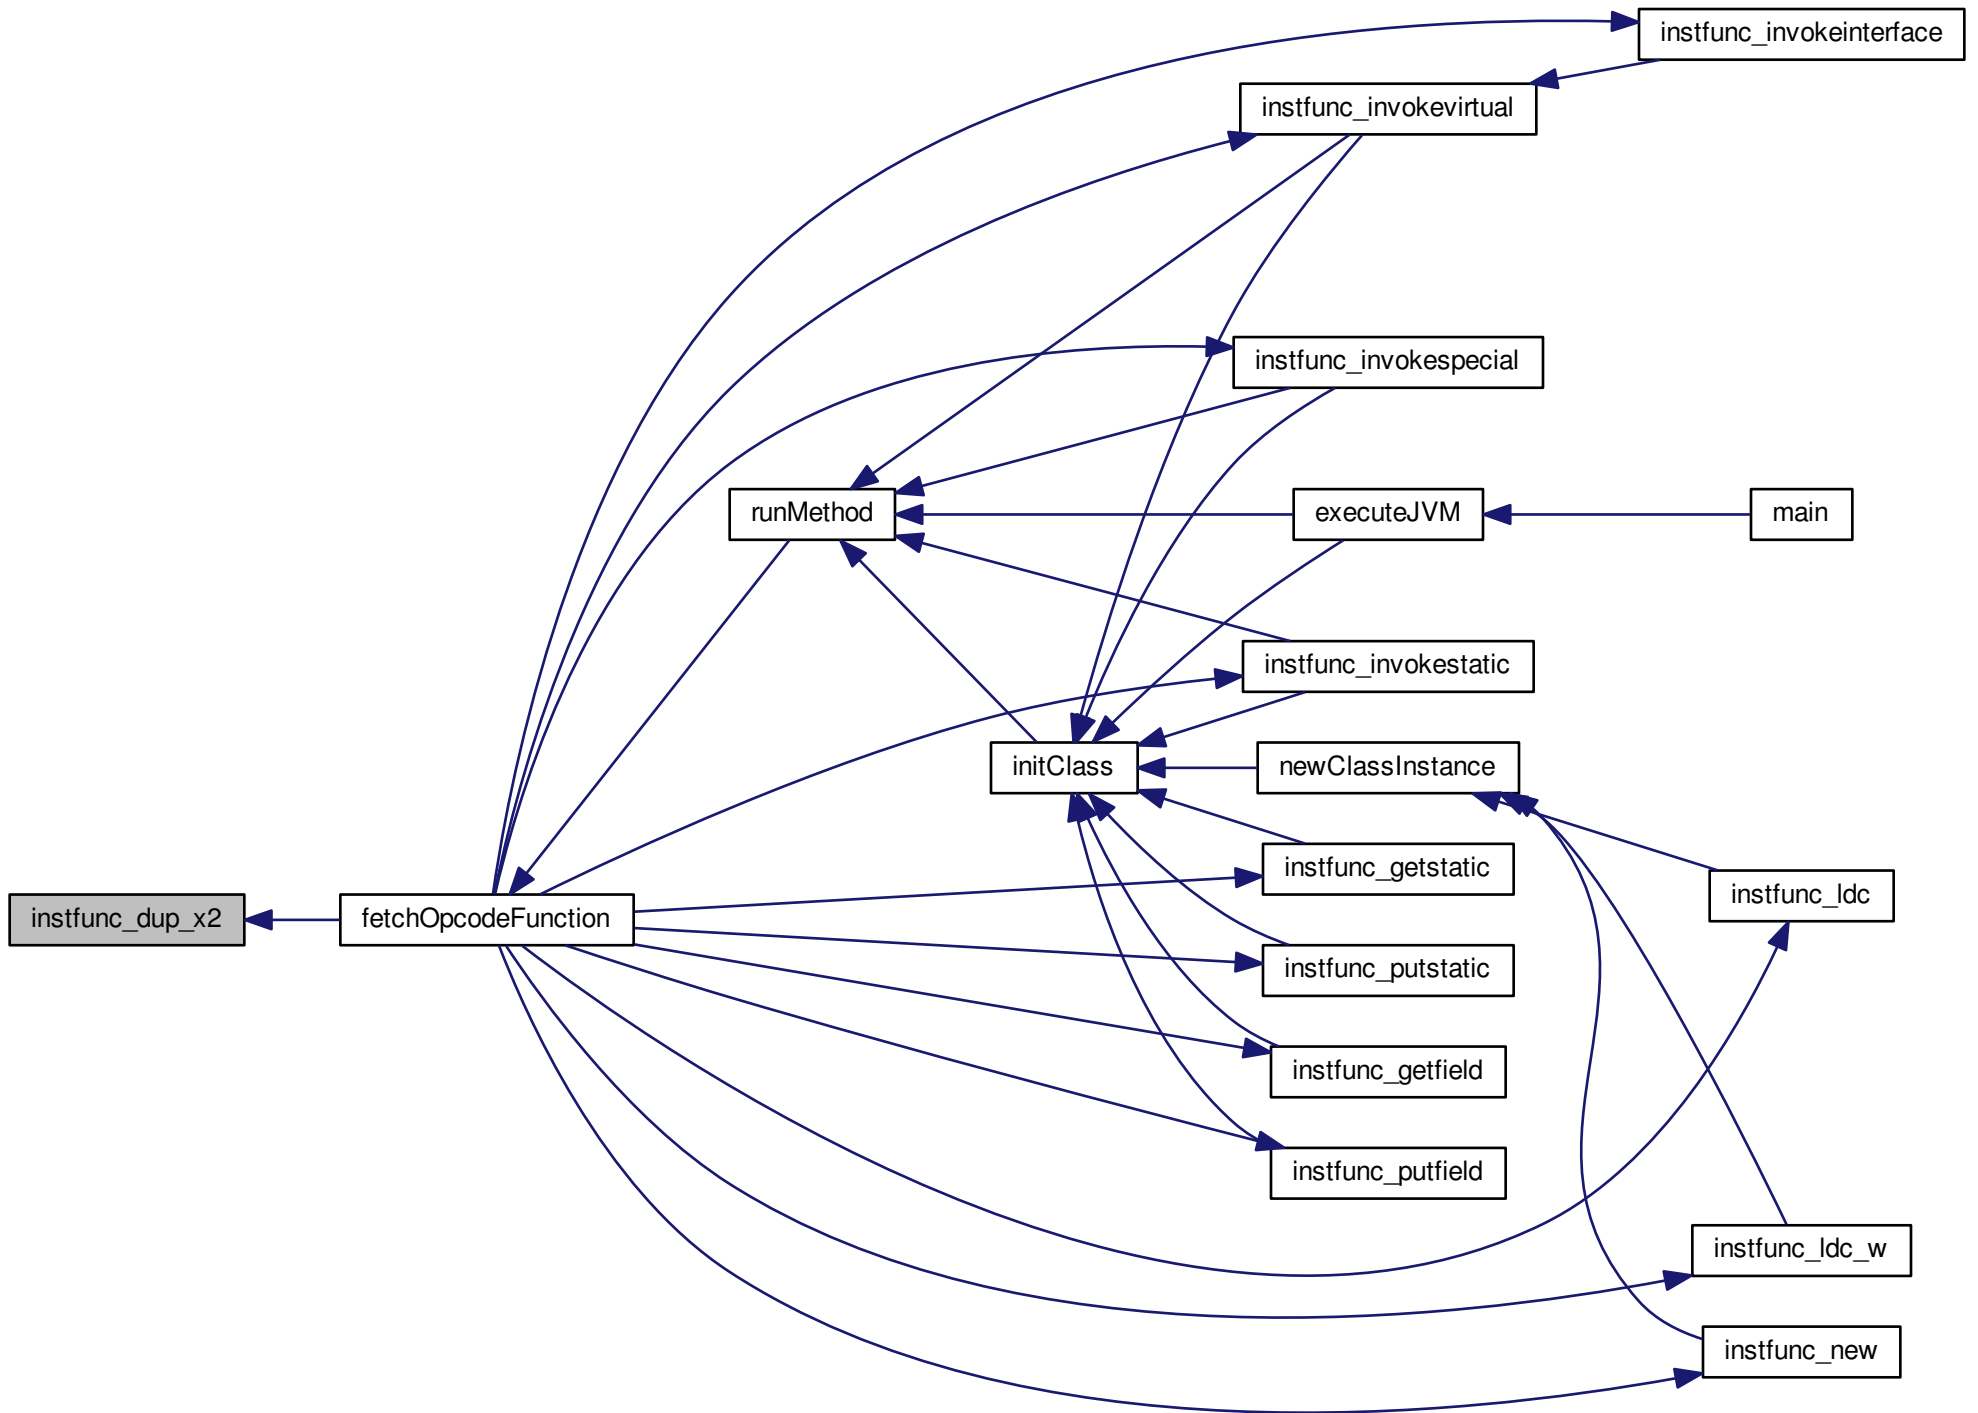 instfunc_invokeinterface
instfunc_invokevirtual
instfunc_invokespecial
runMethod
executeJVM
main
instfunc_invokestatic
initClass
newClassInstance
instfunc_getstatic
instfunc_ldc
instfunc_dup_x2
fetchOpcodeFunction
instfunc_putstatic
instfunc_getfield
instfunc_putfield
instfunc_ldc_w
instfunc_new